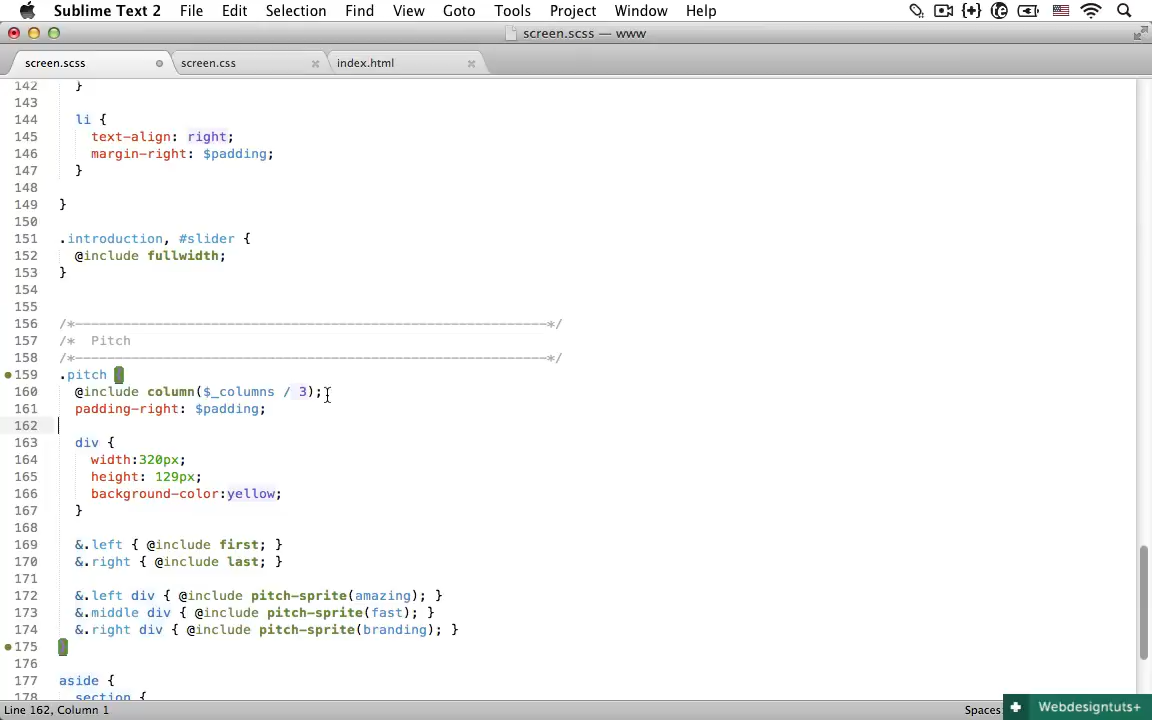 Sublime Text 2 File Edit Selection Find View Goto Tools Project Window Help
screen.scss — www
screen.scss screen.css index.html
142 }
143
144 li {
145 text-align: right;
146 margin-right: $padding;
147 }
148
149 }
150
151 .introduction, #slider {
152 @include fullwidth;
153 }
154
155
156 /*———————————————————————————————————————————————————————————*/
157 /* Pitch
158 /*———————————————————————————————————————————————————————————*/
159 .pitch {
160 @include column($_columns / 3);
161 padding-right: $padding;
162
163 div {
164 width:320px;
165 height: 129px;
166 background-color:yellow;
167 }
168
169 &.left { @include first; }
170 &.right { @include last; }
171
172 &.left div { @include pitch-sprite(amazing); }
173 &.middle div { @include pitch-sprite(fast); }
174 &.right div { @include pitch-sprite(branding); }
175 }
176
177 aside {
178 section {
Line 162, Column 1 Spaces: Webdesigntuts+